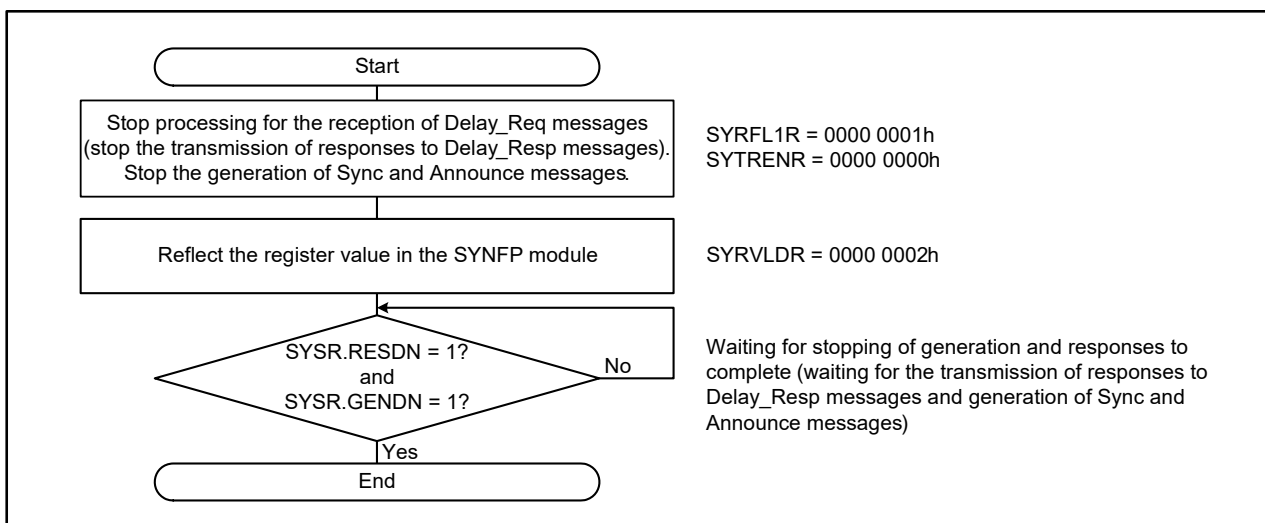 Start
Stop processing for the reception of Delay_Req messages
(stop the transmission of responses to Delay_Resp messages).
Stop the generation of Sync and Announce messages.
SYRFL1R = 0000 0001h
SYTRENR = 0000 0000h
Reflect the register value in the SYNFP module
SYRVLDR = 0000 0002h
SYSR.RESDN = 1?
and
SYSR.GENDN = 1?
No
Waiting for stopping of generation and responses to
complete (waiting for the transmission of responses to
Delay_Resp messages and generation of Sync and
Announce messages)
Yes
End